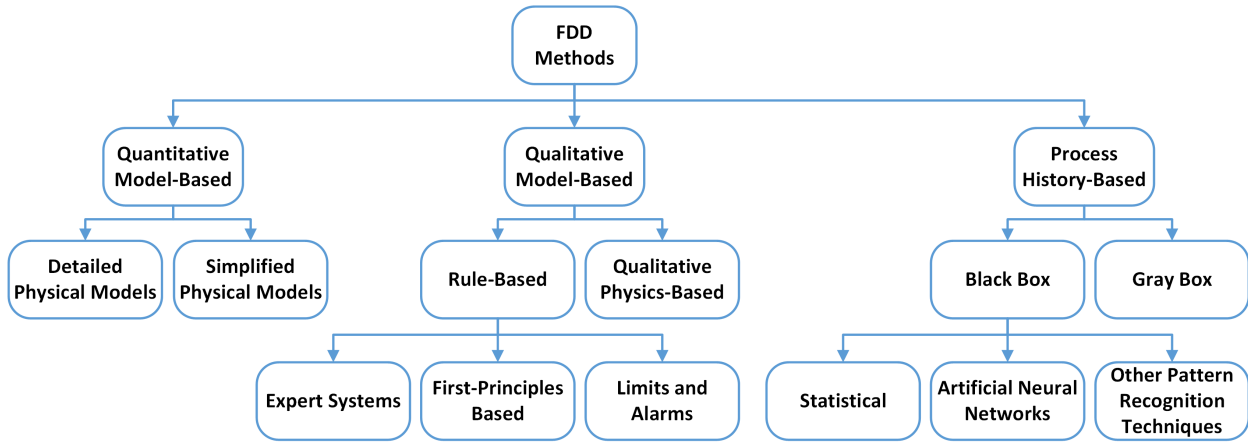 FDD
Methods
Quantitative
Model-Based
Qualitative
Model-Based
Process
History-Based
Detailed
Physical Models
Simplified
Physical Models
Rule-Based
Qualitative
Physics-Based
Black Box
Gray Box
Expert Systems
First-Principles
Based
Limits and
Alarms
Statistical
Artificial Neural
Networks
Other Pattern
Recognition
Techniques